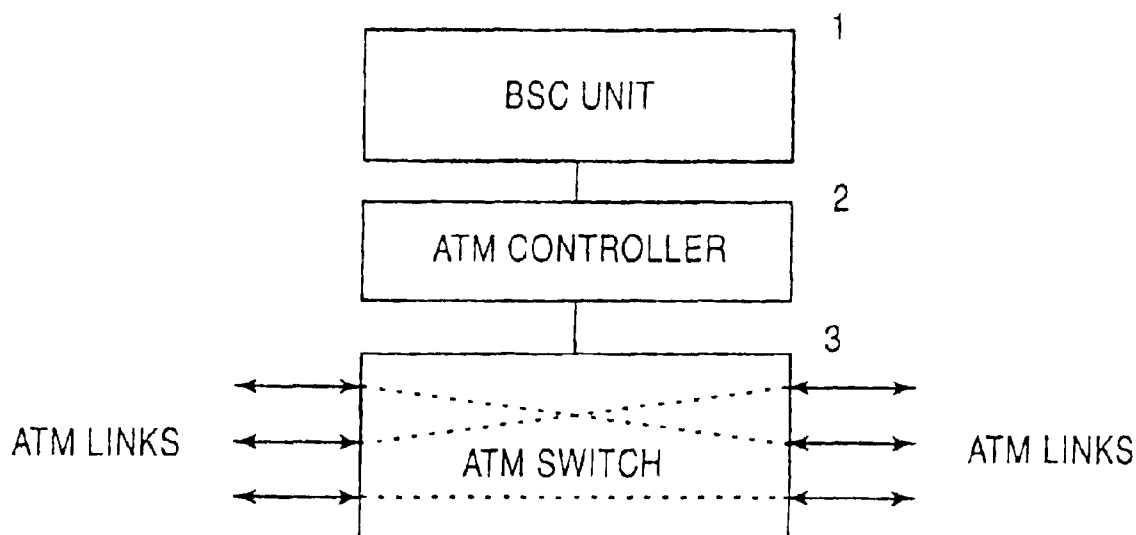 1
BSC UNIT
2
ATM CONTROLLER
3
ATM LINKS
ATM SWITCH
ATM LINKS